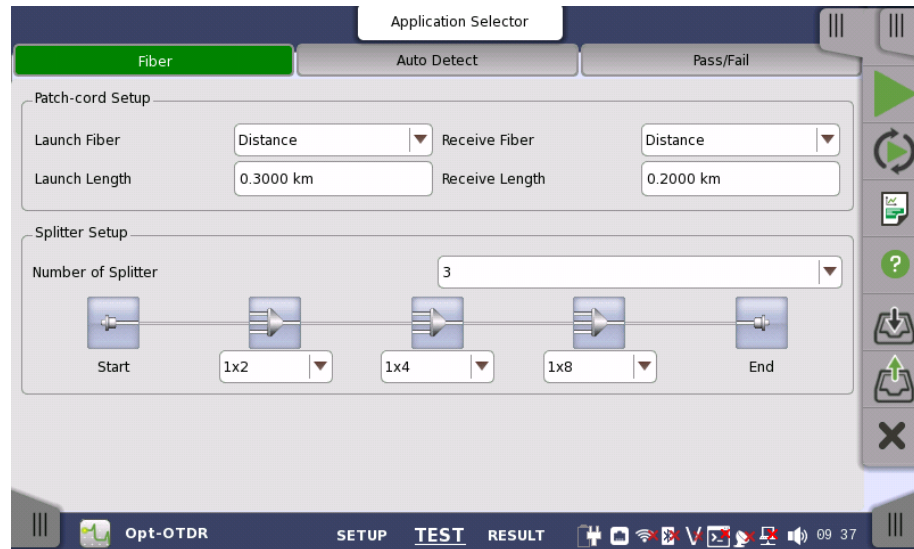 Application Selector
Fiber
Auto Detect
Pass/Fail
Patch-cord Setup
Launch Fiber
Distance
Receive Fiber
Distance
Launch Length
0.3000 km
Receive Length
0.2000 km
Splitter Setup
Number of Splitter
3
Start
1x2
1x4
1x8
End
Opt-OTDR
SETUP
TEST
RESULT
09 37